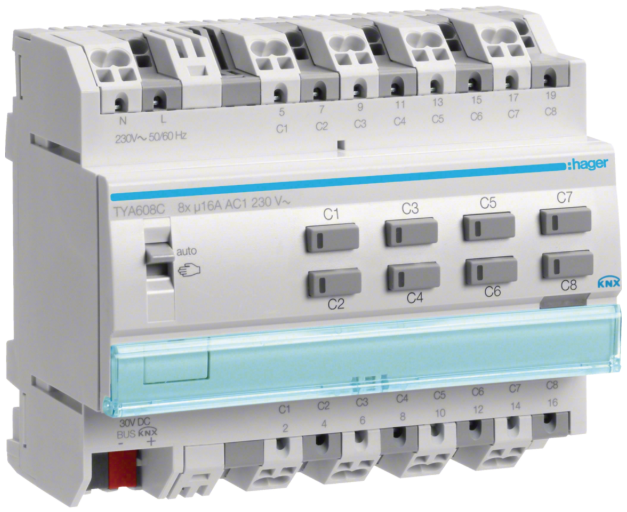 N L 5 7 9 11 13 15 17 19
C1 C2 C3 C4 C5 C6 C7 C8
230V~ 50/60 Hz
:hager
TYA608C 8x µ16A AC1 230 V~
C1 C3 C5 C7
auto
C2 C4 C6 C8
KNX
30V DC
BUS KNX
- +
C1 C2 C3 C4 C5 C6 C7 C8
2 4 6 8 10 12 14 16